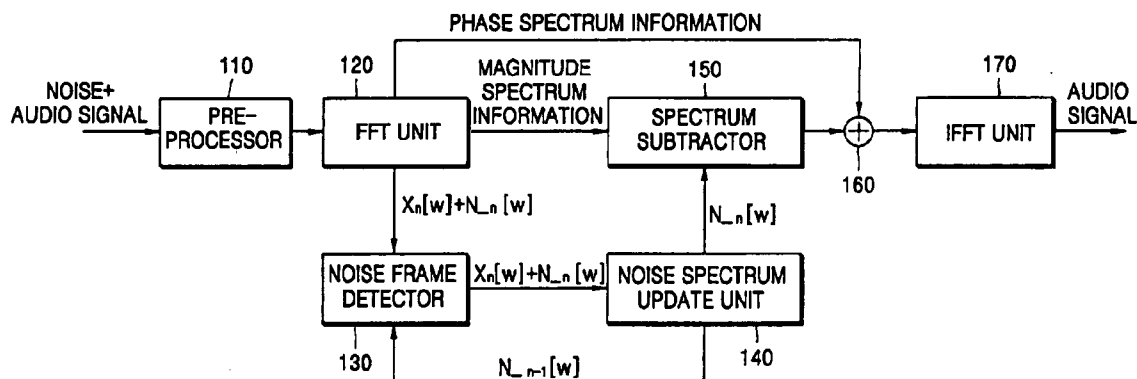 PHASE SPECTRUM INFORMATION
110
120
MAGNITUDE
SPECTRUM
INFORMATION
150
170
NOISE+
AUDIO SIGNAL
PRE-
PROCESSOR
FFT UNIT
SPECTRUM
SUBTRACTOR
IFFT UNIT
AUDIO
SIGNAL
160
Xn[w]+N_n[w]
N_n[w]
NOISE FRAME
DETECTOR
Xn[w]+N_n[w]
NOISE SPECTRUM
UPDATE UNIT
130
N_n-1[w]
140